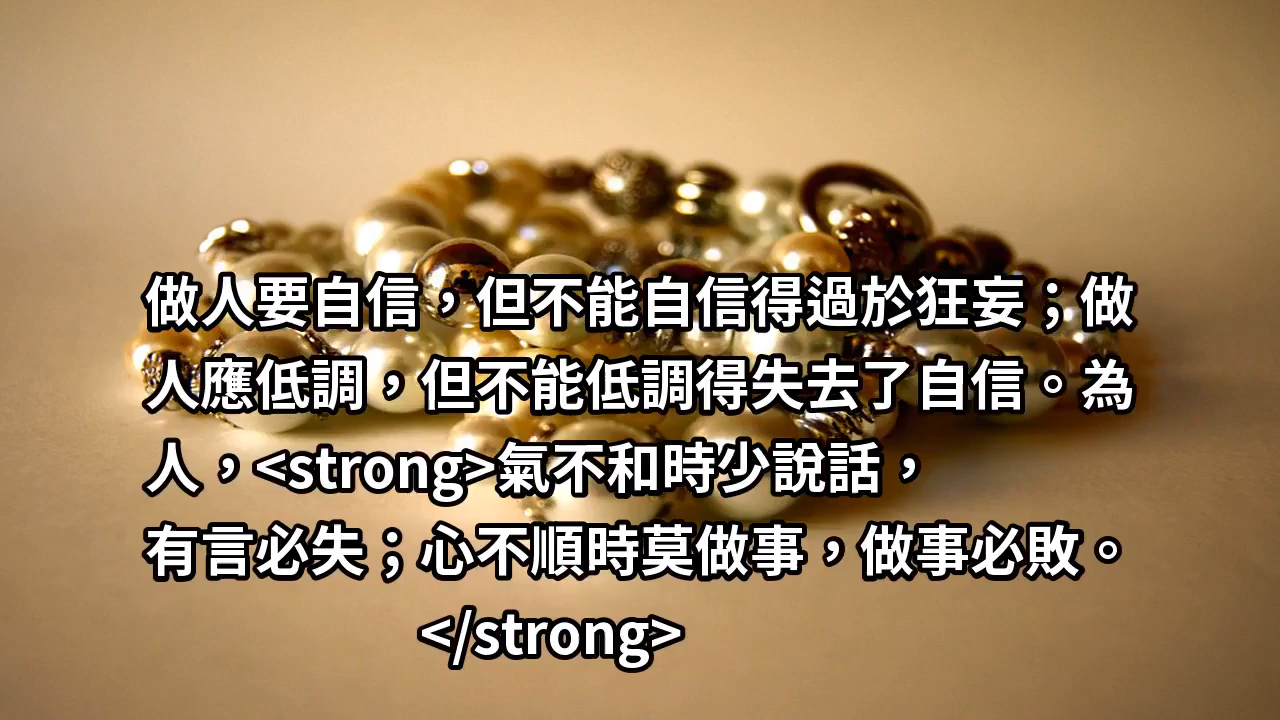 做人要自信，但不能自信得過於狂妄；做
人應低調，但不能低調得失去了自信。為
人，<strong>氣不和時少說話，
有言必失；心不順時莫做事，做事必敗。
</strong>